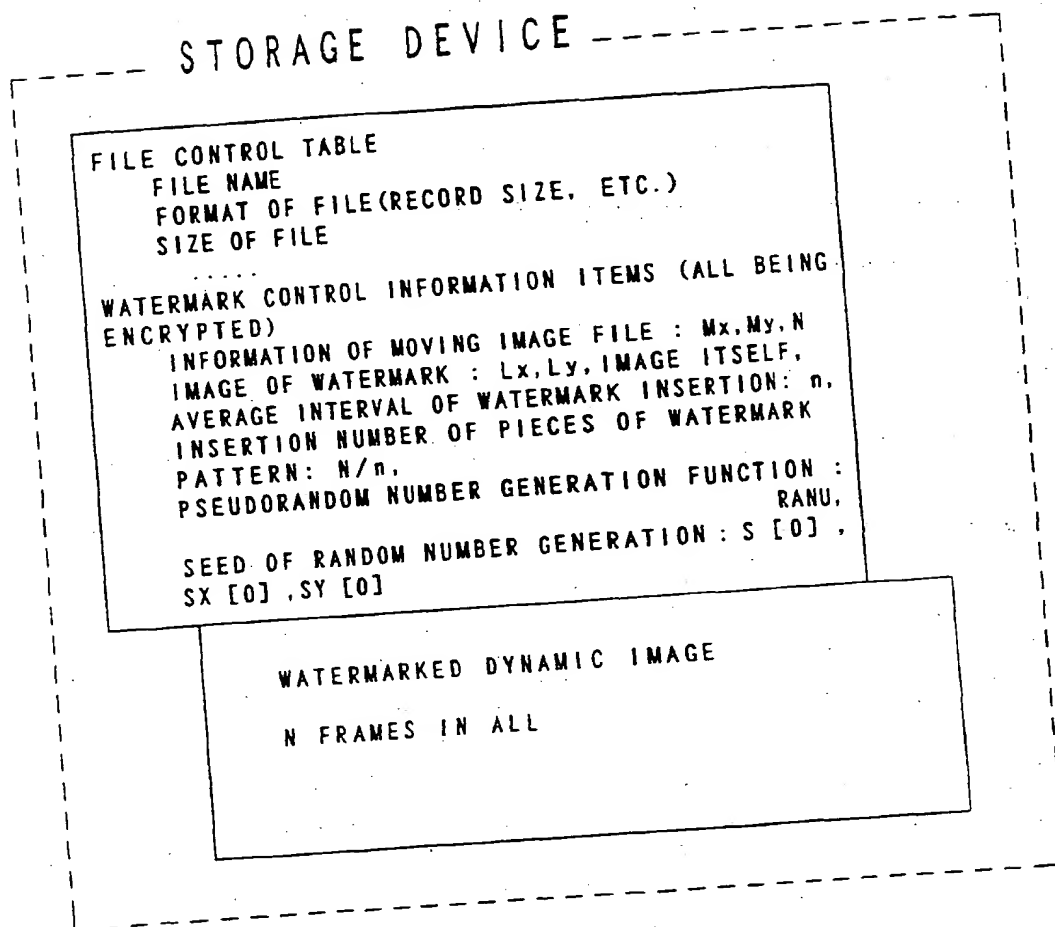 STORAGE DEVICE
FILE CONTROL TABLE
FILE NAME
FORMAT OF FILE(RECORD SIZE, ETC.)
SIZE OF FILE
.....
WATERMARK CONTROL INFORMATION ITEMS (ALL BEING
ENCRYPTED)
INFORMATION OF MOVING IMAGE FILE : Mx,My,N
IMAGE OF WATERMARK : Lx,Ly,IMAGE ITSELF,
AVERAGE INTERVAL OF WATERMARK INSERTION: n,
INSERTION NUMBER OF PIECES OF WATERMARK
PATTERN: N/n,
PSEUDORANDOM NUMBER GENERATION FUNCTION :
RANU,
SEED OF RANDOM NUMBER GENERATION : S [0] ,
SX [0] ,SY [0]
WATERMARKED DYNAMIC IMAGE
N FRAMES IN ALL